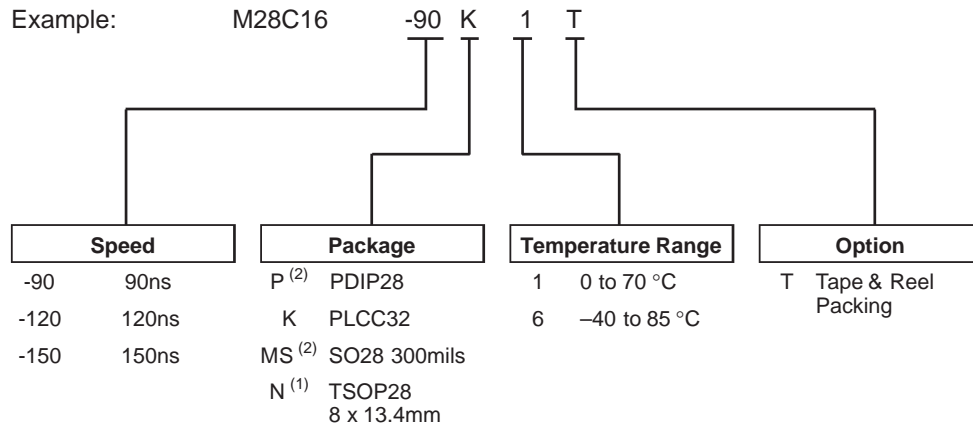 Example: M28C16 -90 K 1 T
Speed Package Temperature Range Option
-90 90ns P (2) PDIP28 1 0 to 70 °C T Tape & Reel
Packing
-120 120ns K PLCC32 6 –40 to 85 °C
-150 150ns MS (2) SO28 300mils
N (1) TSOP28
8 x 13.4mm